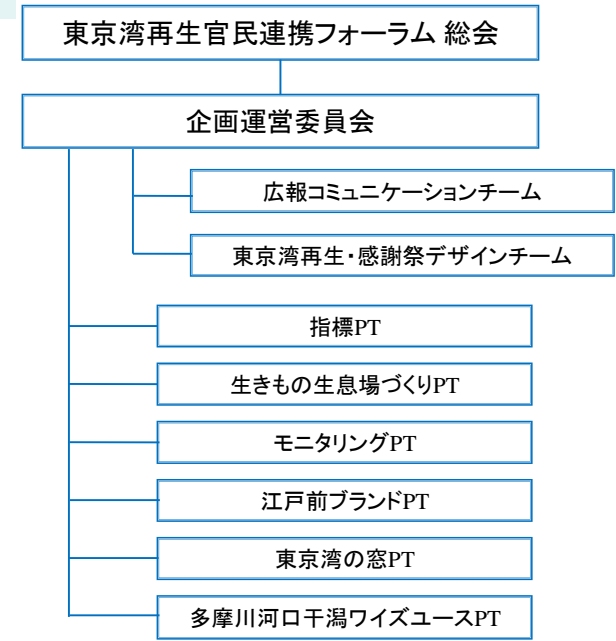 東京湾再生官民連携フォーラム 総会
企画運営委員会
広報コミュニケーションチーム
東京湾再生・感謝祭デザインチーム
指標PT
生きもの生息場づくりPT
モニタリングPT
江戸前ブランドPT
東京湾の窓PT
多摩川河口干潟ワイズユースPT